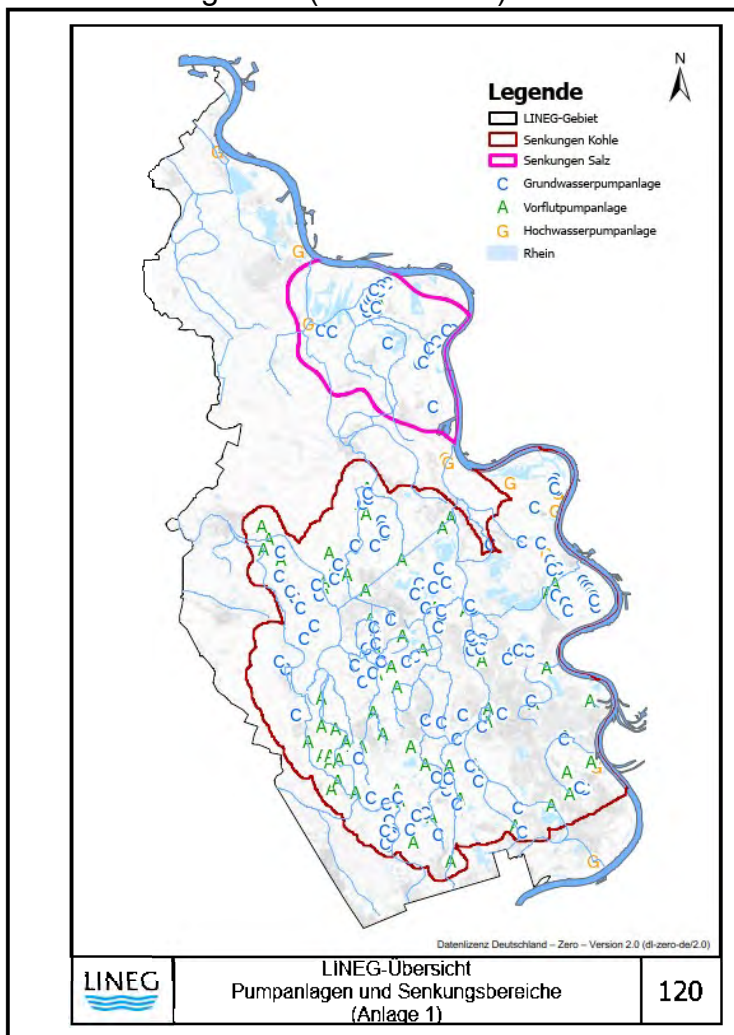 N
Legende
LINEG-Gebiet
Senkungen Kohle
Senkungen Salz
C Grundwasserpumpanlage
A Vorflutpumpanlage
G Hochwasserpumpanlage
Rhein
Datenlizenz Deutschland – Zero – Version 2.0 (dl-zero-de/2.0)
LINEG
LINEG-Übersicht
Pumpanlagen und Senkungsbereiche
(Anlage 1)
120